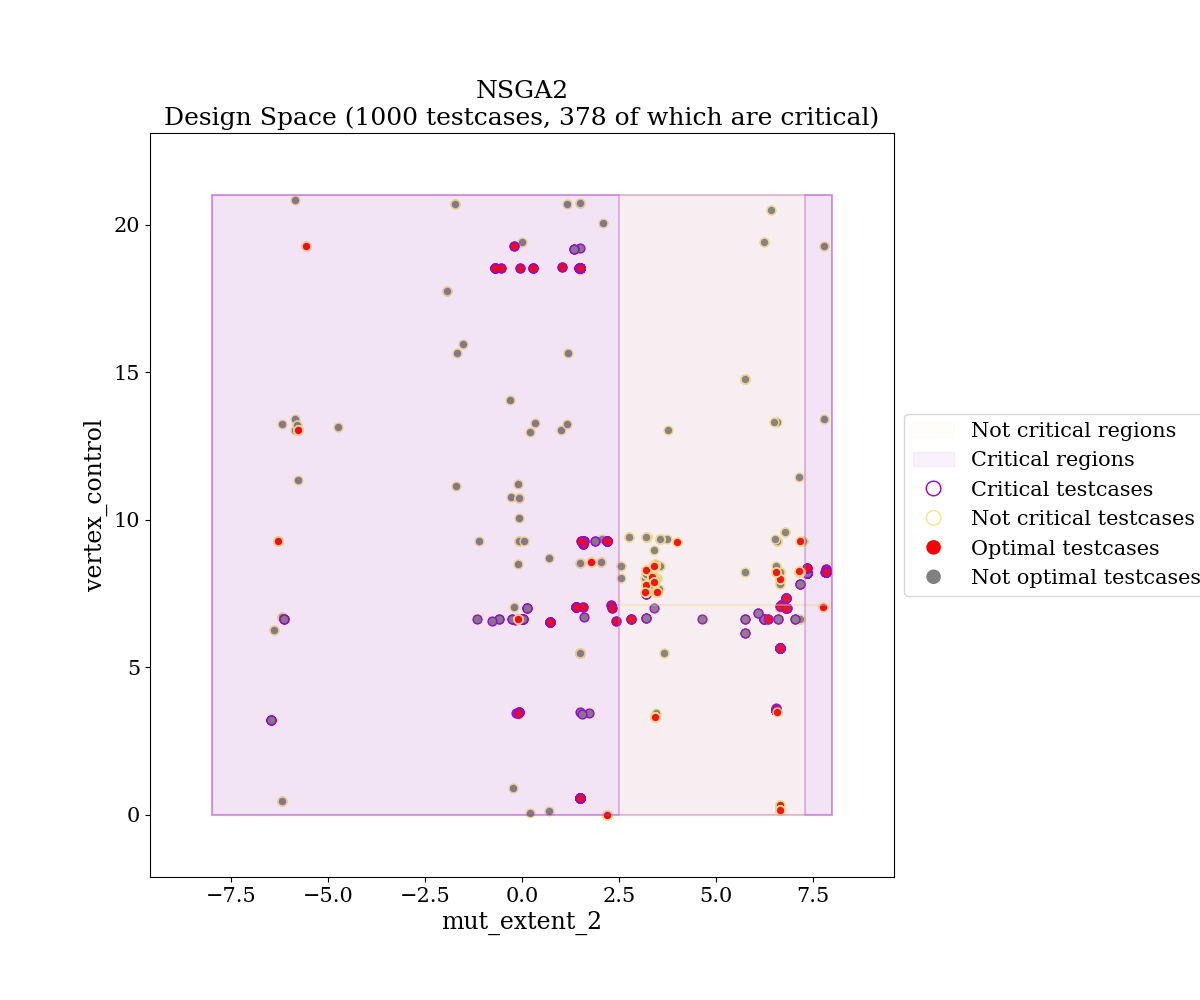 NSGA2
Design Space (1000 testcases, 378 of which are critical)
vertex_control
20
15
10
5
0
−7.5
−5.0
−2.5
0.0
2.5
5.0
7.5
mut_extent_2
Not critical regions
Critical regions
Critical testcases
Not critical testcases
Optimal testcases
Not optimal testcases